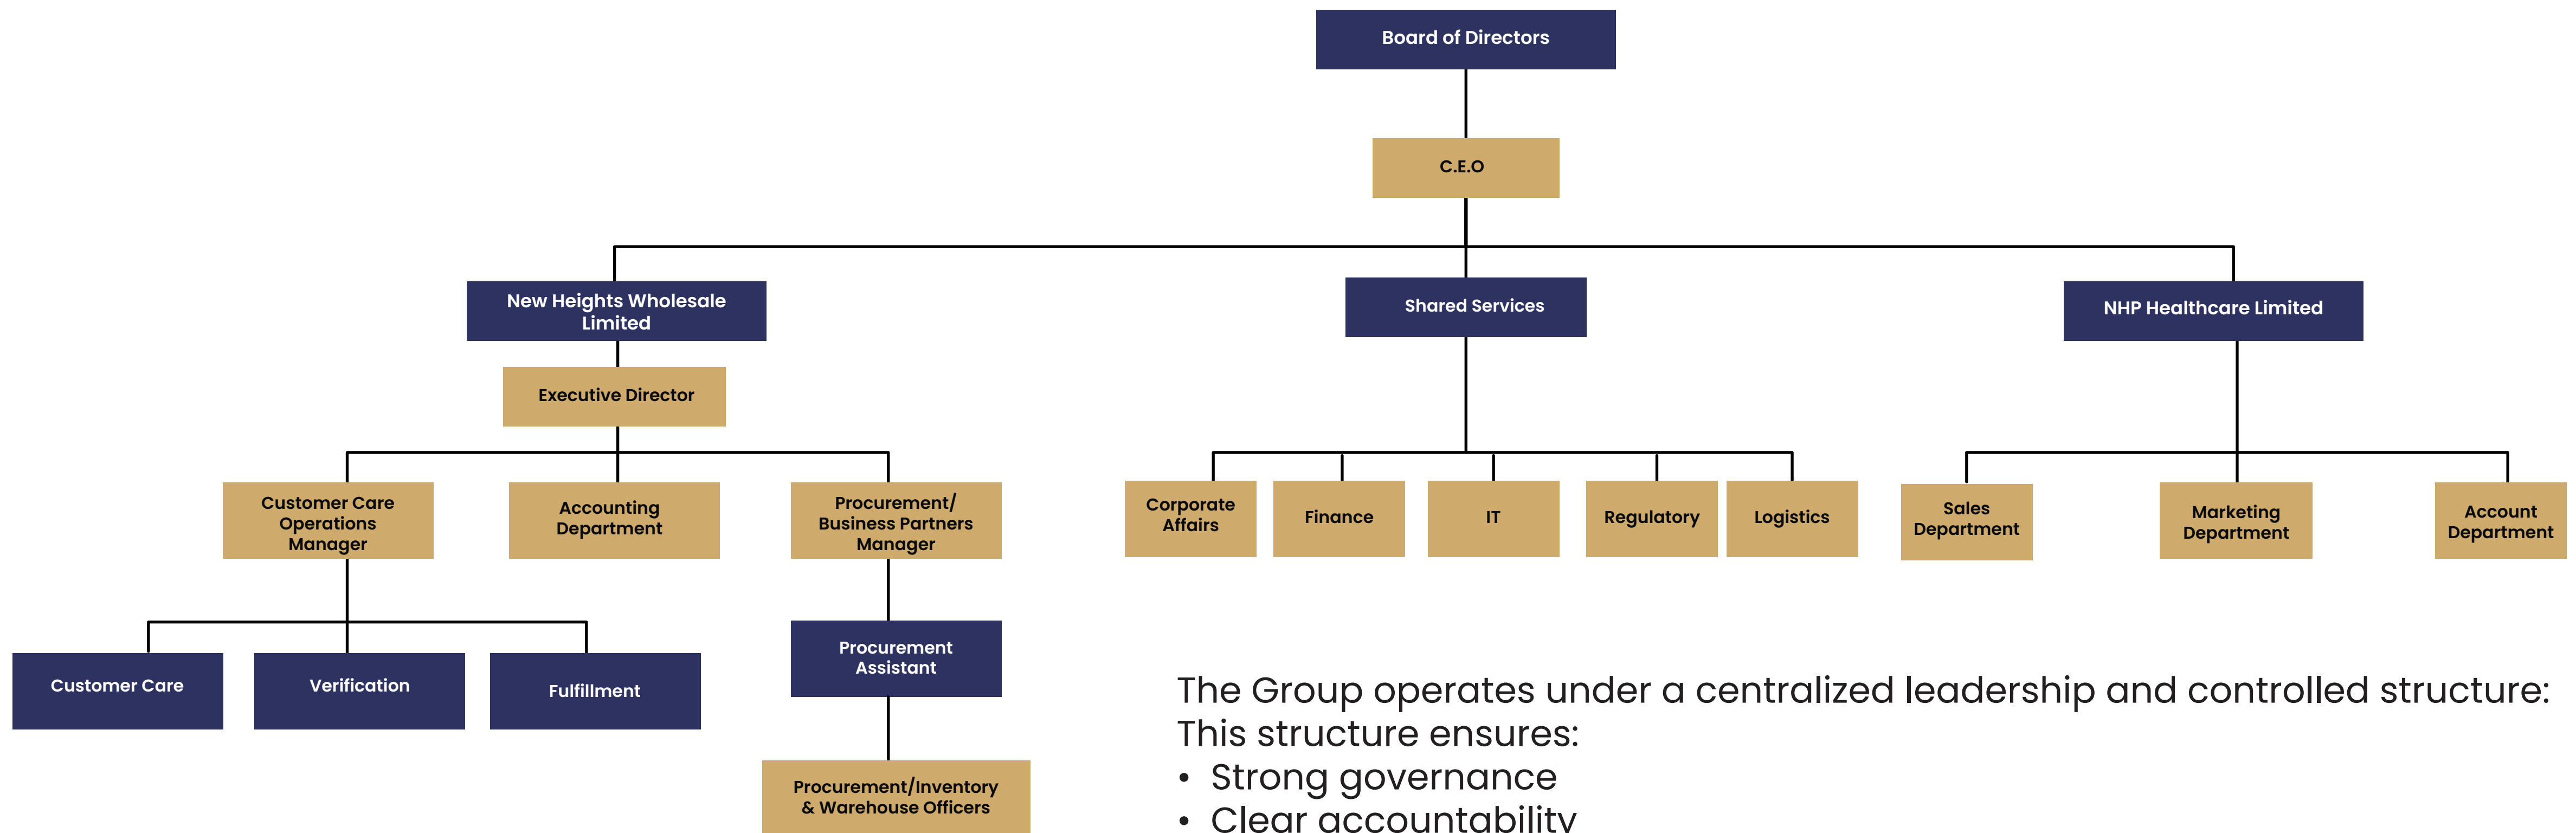 Board of Directors
C.E.O
New Heights Wholesale
Limited
Shared Services
NHP Healthcare Limited
Executive Director
Customer Care
Operations
Manager
Accounting
Department
Procurement/
Business Partners
Manager
Corporate
Affairs
Finance
IT
Regulatory
Logistics
Sales
Department
Marketing
Department
Account
Department
Customer Care
Verification
Fulfillment
Procurement
Assistant
Procurement/Inventory
& Warehouse Officers
The Group operates under a centralized leadership and controlled structure:
This structure ensures:
• Strong governance
• Clear accountability